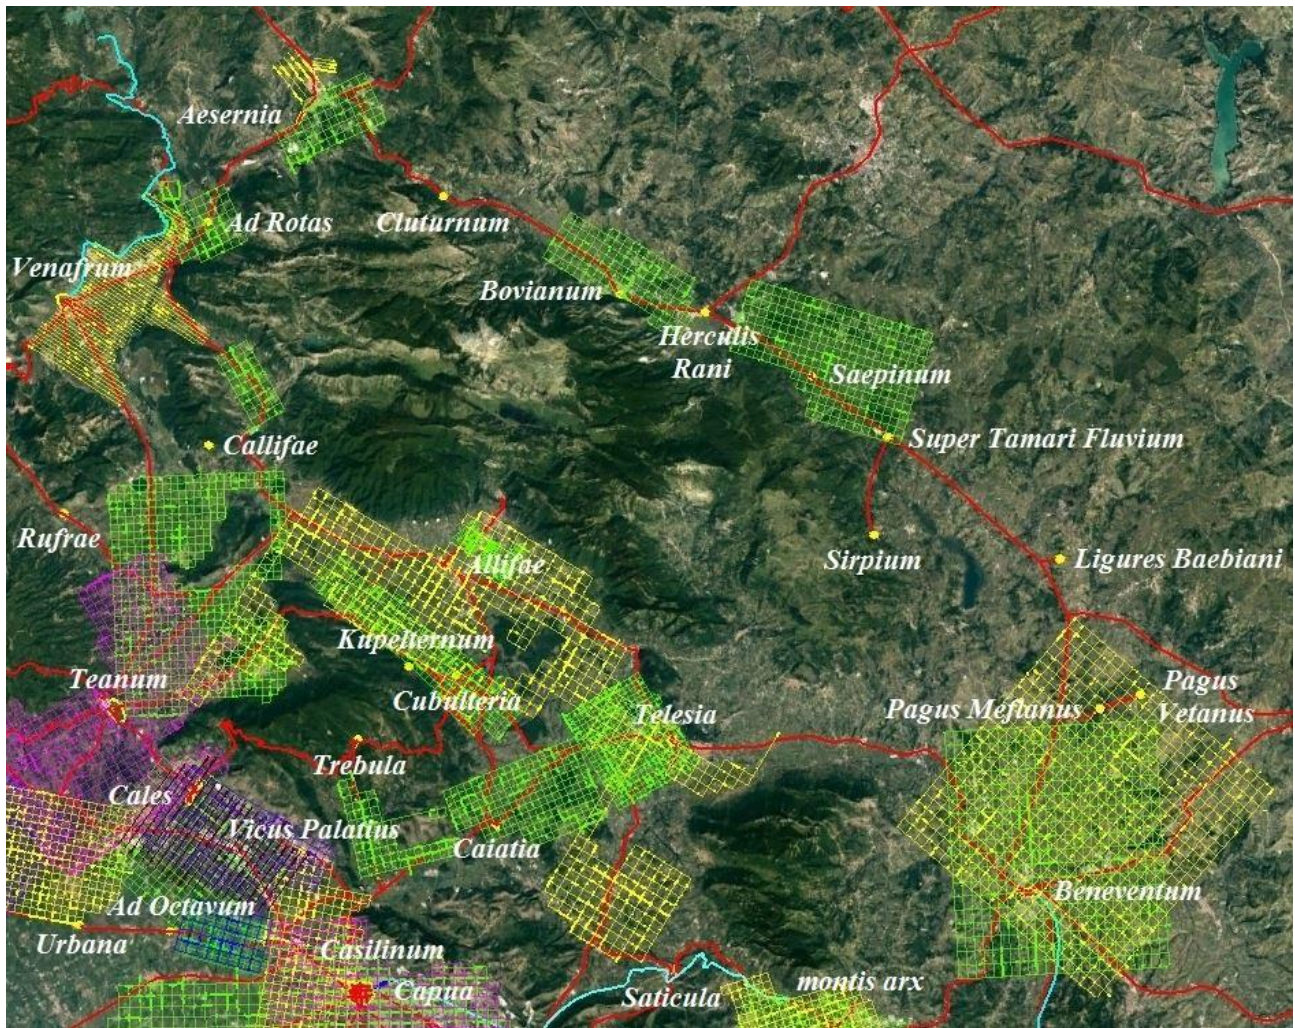 Aesernia
Ad Rotas
Cluturnum
Venafrum
Bovianum
Herculis
Rani
Saepinum
Callifae
Super Tamari Fluvium
Rufrae
Allifae
Sirpium
Ligures Baebiani
Kupelternum
Teanum
Cubulteria
Telesia
Pagus Meflanus
Pagus
Vetanus
Trebula
Cales
Vicus Palatius
Caiatia
Beneventum
Ad Octavum
Urbana
Casilinum
Capua
Saticula
montis arx